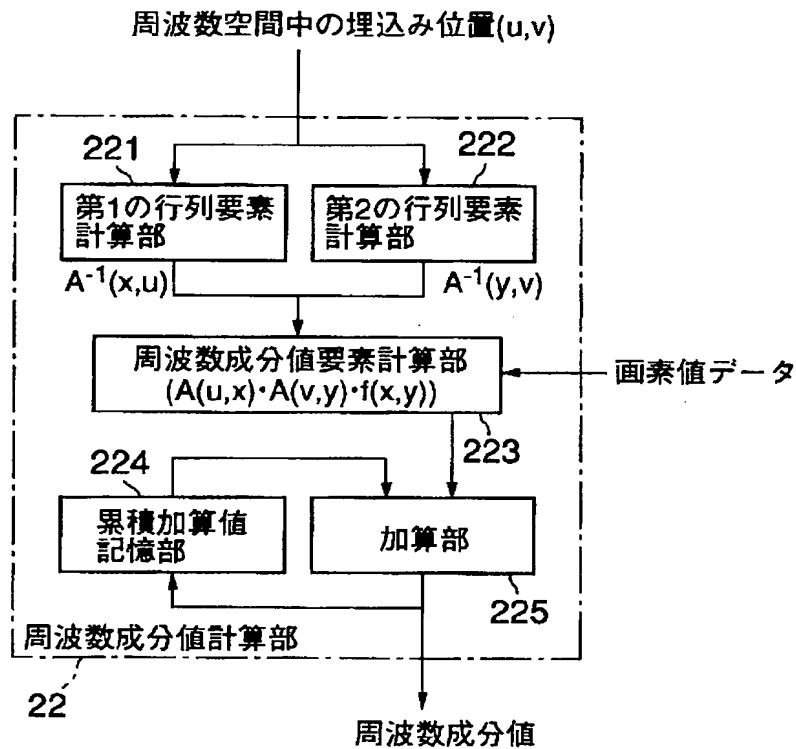 周波数空間中の埋込み位置(u,v)
221
222
第1の行列要素
計算部
第2の行列要素
計算部
A⁻¹(x,u)
A⁻¹(y,v)
周波数成分値要素計算部
(A(u,x)・A(v,y)・f(x,y))
画素値データ
223
224
累積加算値
記憶部
加算部
225
周波数成分値計算部
22
周波数成分値